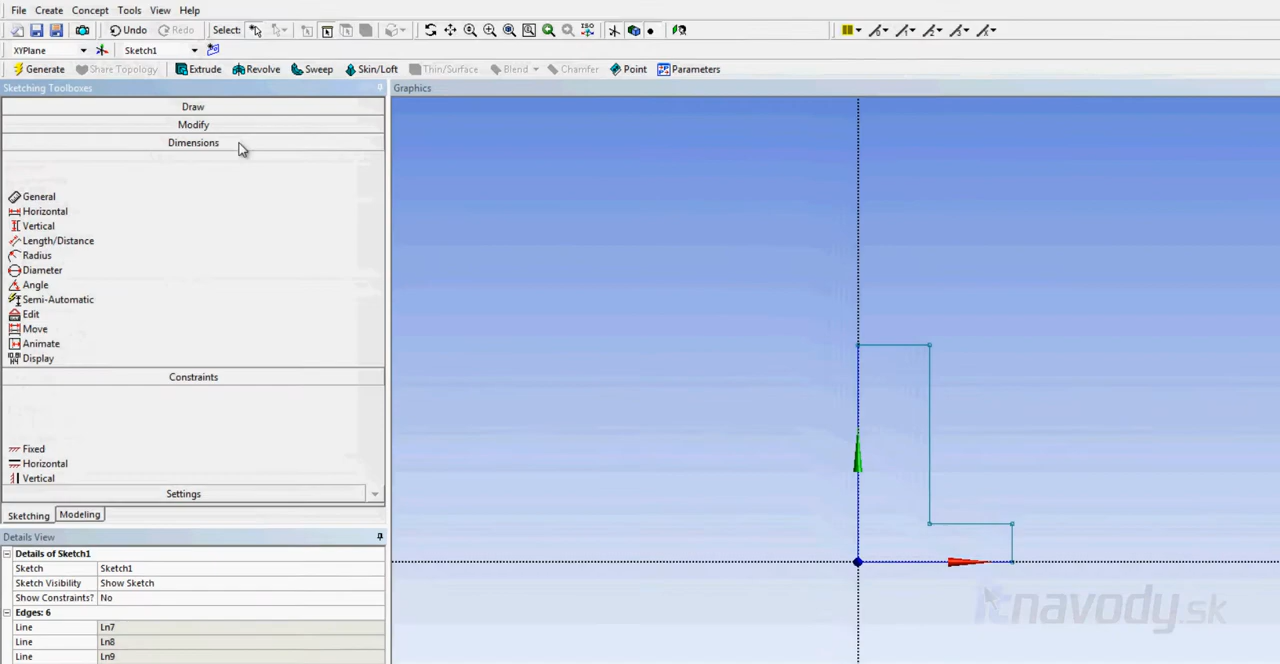 File Create Concept Tools View Help
Undo Redo Select: ISO
XYPlane Sketch1
Generate Share Topology Extrude Revolve Sweep Skin/Loft Thin/Surface Blend Chamfer Point Parameters
Sketching Toolboxes
Draw
Modify
Dimensions
General
Horizontal
Vertical
Length/Distance
Radius
Diameter
Angle
Semi-Automatic
Edit
Move
Animate
Display
Constraints
Fixed
Horizontal
Vertical
Settings
Sketching Modeling
Details View
Details of Sketch1
Sketch Sketch1
Sketch Visibility Show Sketch
Show Constraints? No
Edges: 6
Line Ln7
Line Ln8
Line Ln9
Graphics
itnavody.sk